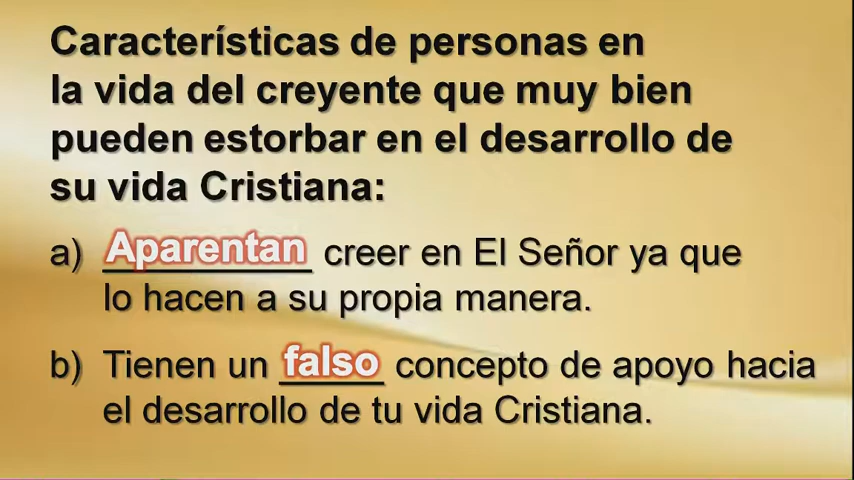 Características de personas en
la vida del creyente que muy bien
pueden estorbar en el desarrollo de
su vida Cristiana:
a) Aparentan creer en El Señor ya que
lo hacen a su propia manera.
b) Tienen un falso concepto de apoyo hacia
el desarrollo de tu vida Cristiana.